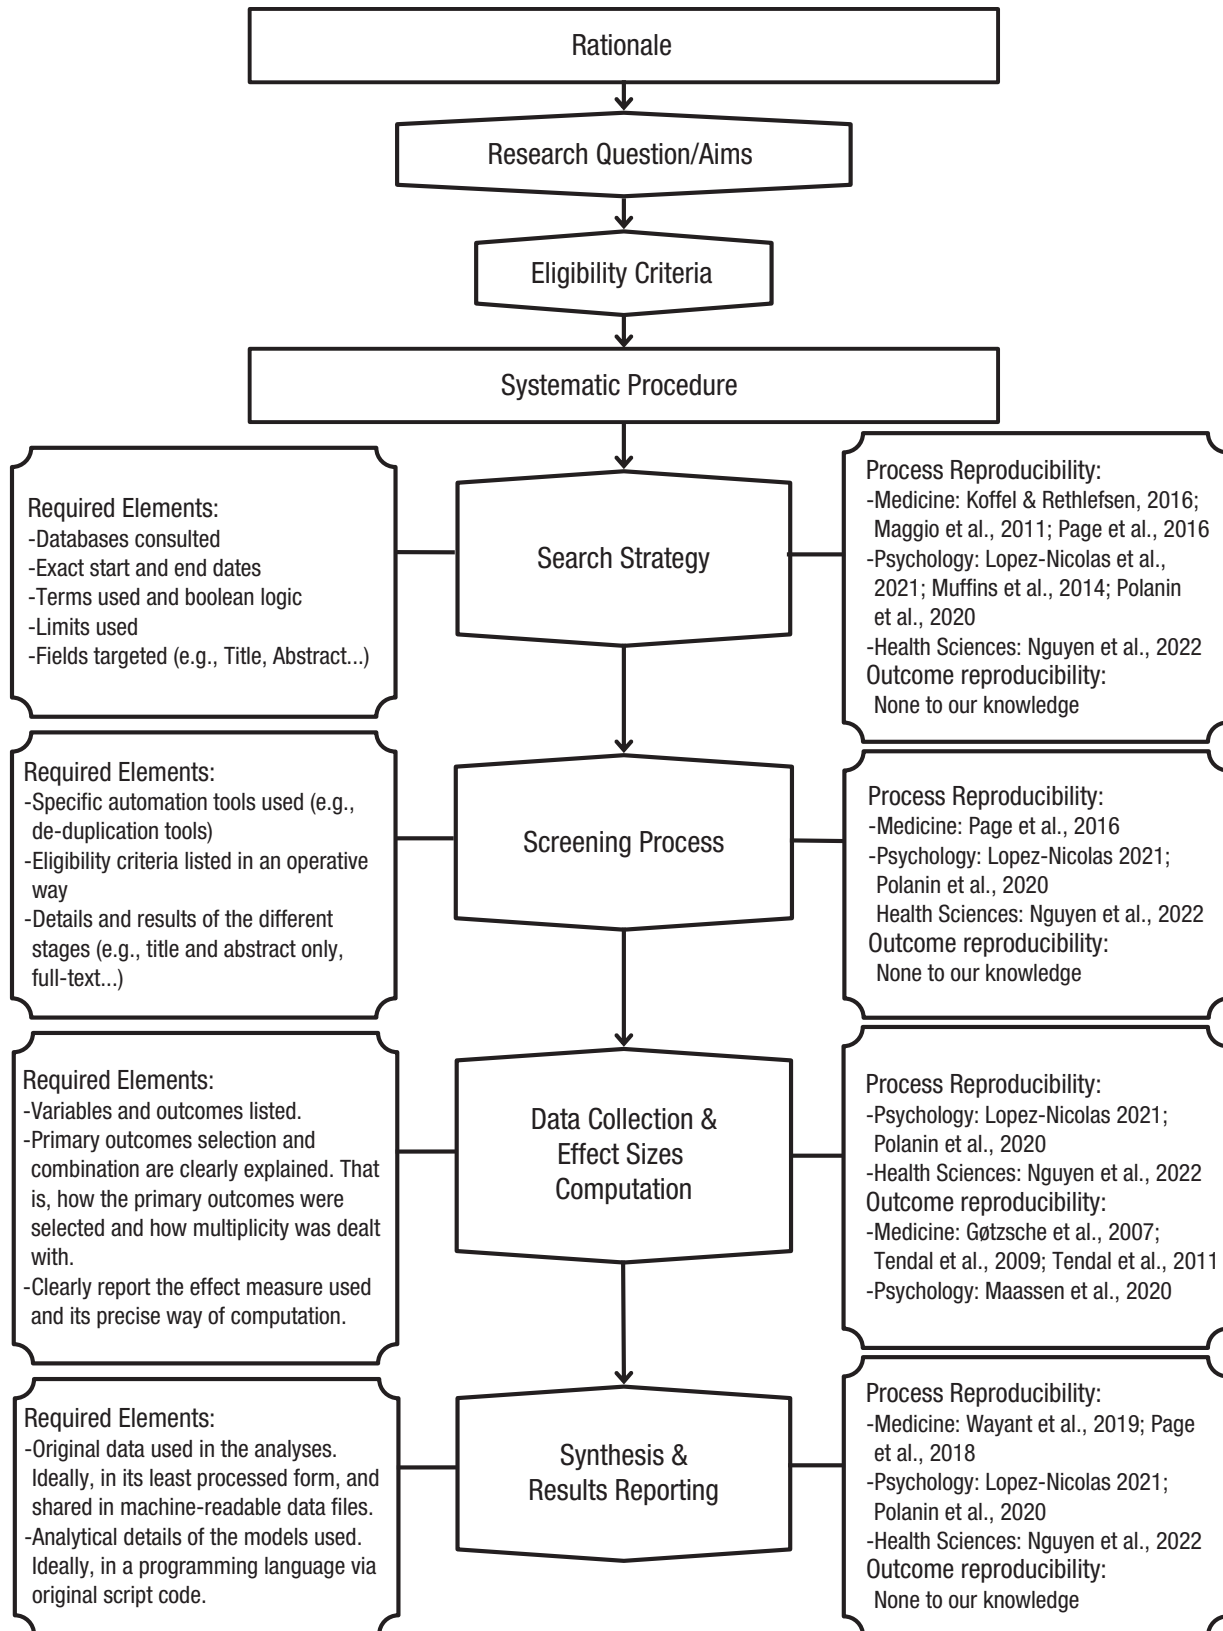 Rationale
Research Question/Aims
Eligibility Criteria
Systematic Procedure
Required Elements:
-Databases consulted
-Exact start and end dates
-Terms used and boolean logic
-Limits used
-Fields targeted (e.g., Title, Abstract...)
Search Strategy
Process Reproducibility:
-Medicine: Koffel & Rethlefsen, 2016;
Maggio et al., 2011; Page et al., 2016
-Psychology: Lopez-Nicolas et al.,
2021; Muffins et al., 2014; Polanin
et al., 2020
-Health Sciences: Nguyen et al., 2022
Outcome reproducibility:
None to our knowledge
Required Elements:
-Specific automation tools used (e.g.,
de-duplication tools)
-Eligibility criteria listed in an operative
way
-Details and results of the different
stages (e.g., title and abstract only,
full-text...)
Screening Process
Process Reproducibility:
-Medicine: Page et al., 2016
-Psychology: Lopez-Nicolas 2021;
Polanin et al., 2020
Health Sciences: Nguyen et al., 2022
Outcome reproducibility:
None to our knowledge
Required Elements:
-Variables and outcomes listed.
-Primary outcomes selection and
combination are clearly explained. That
is, how the primary outcomes were
selected and how multiplicity was dealt
with.
-Clearly report the effect measure used
and its precise way of computation.
Data Collection &
Effect Sizes
Computation
Process Reproducibility:
-Psychology: Lopez-Nicolas 2021;
Polanin et al., 2020
-Health Sciences: Nguyen et al., 2022
Outcome reproducibility:
-Medicine: Gøtzsche et al., 2007;
Tendal et al., 2009; Tendal et al., 2011
-Psychology: Maassen et al., 2020
Required Elements:
-Original data used in the analyses.
Ideally, in its least processed form, and
shared in machine-readable data files.
-Analytical details of the models used.
Ideally, in a programming language via
original script code.
Synthesis &
Results Reporting
Process Reproducibility:
-Medicine: Wayant et al., 2019; Page
et al., 2018
-Psychology: Lopez-Nicolas 2021;
Polanin et al., 2020
-Health Sciences: Nguyen et al., 2022
Outcome reproducibility:
None to our knowledge